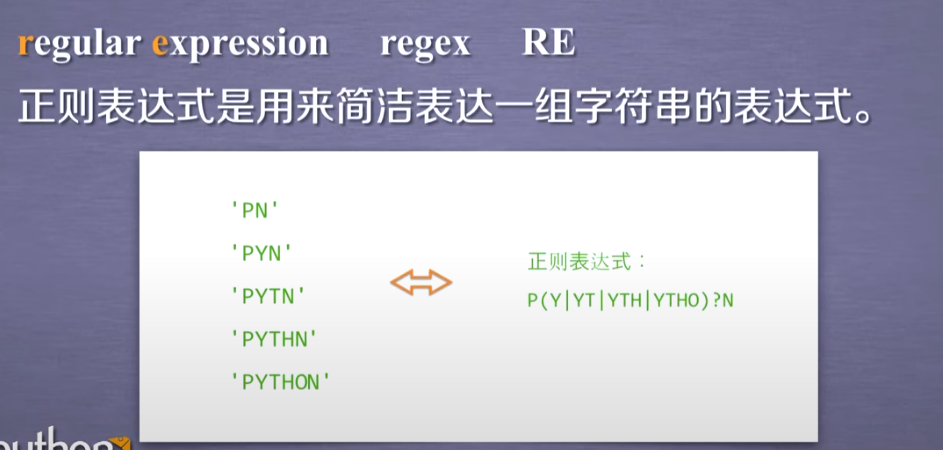 regular expression regex RE
正则表达式是用来简洁表达一组字符串的表达式。
'PN'
'PYN'
'PYTN'
'PYTHN'
'PYTHON'
正则表达式：
P(Y|YT|YTH|YTHO)?N